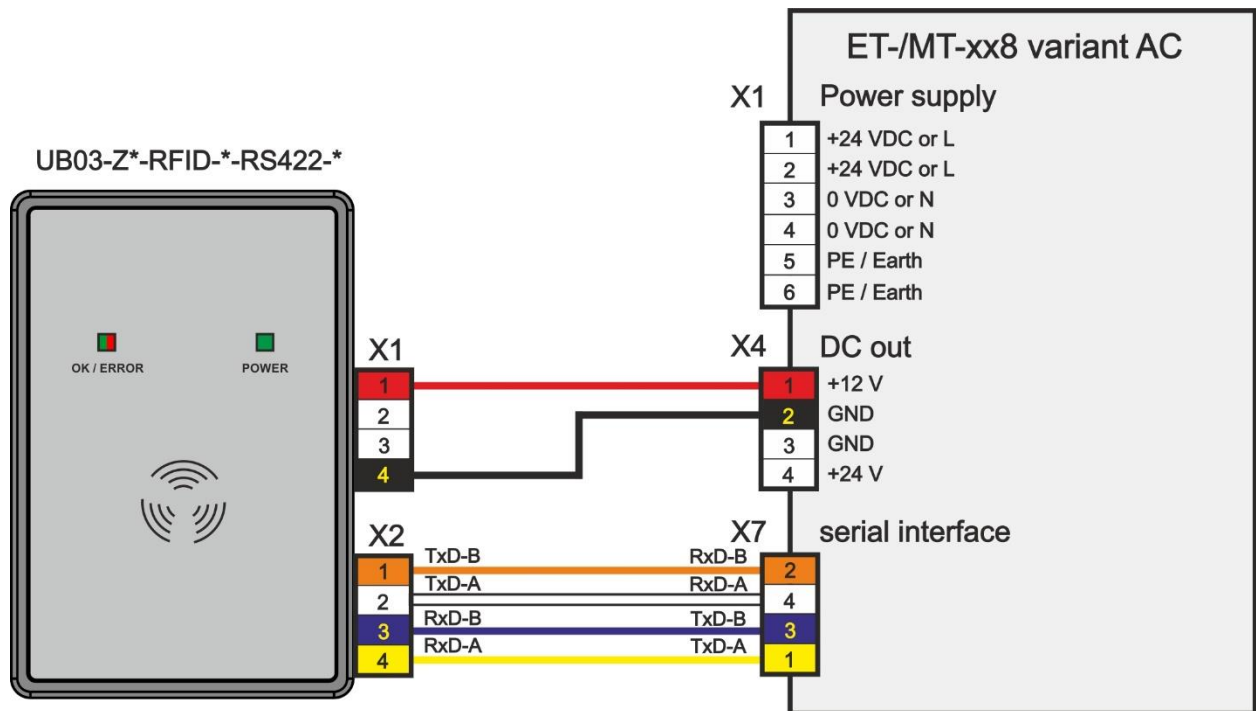 ET-/MT-xx8 variant AC
X1 Power supply
1 +24 VDC or L
2 +24 VDC or L
3 0 VDC or N
4 0 VDC or N
5 PE / Earth
6 PE / Earth
UB03-Z*-RFID-*-RS422-*
OK / ERROR POWER
X1
1
2
3
4
X4 DC out
1 +12 V
2 GND
3 GND
4 +24 V
X2
1 TxD-B
2 TxD-A
3 RxD-B
4 RxD-A
X7 serial interface
RxD-B 2
RxD-A 4
TxD-B 3
TxD-A 1